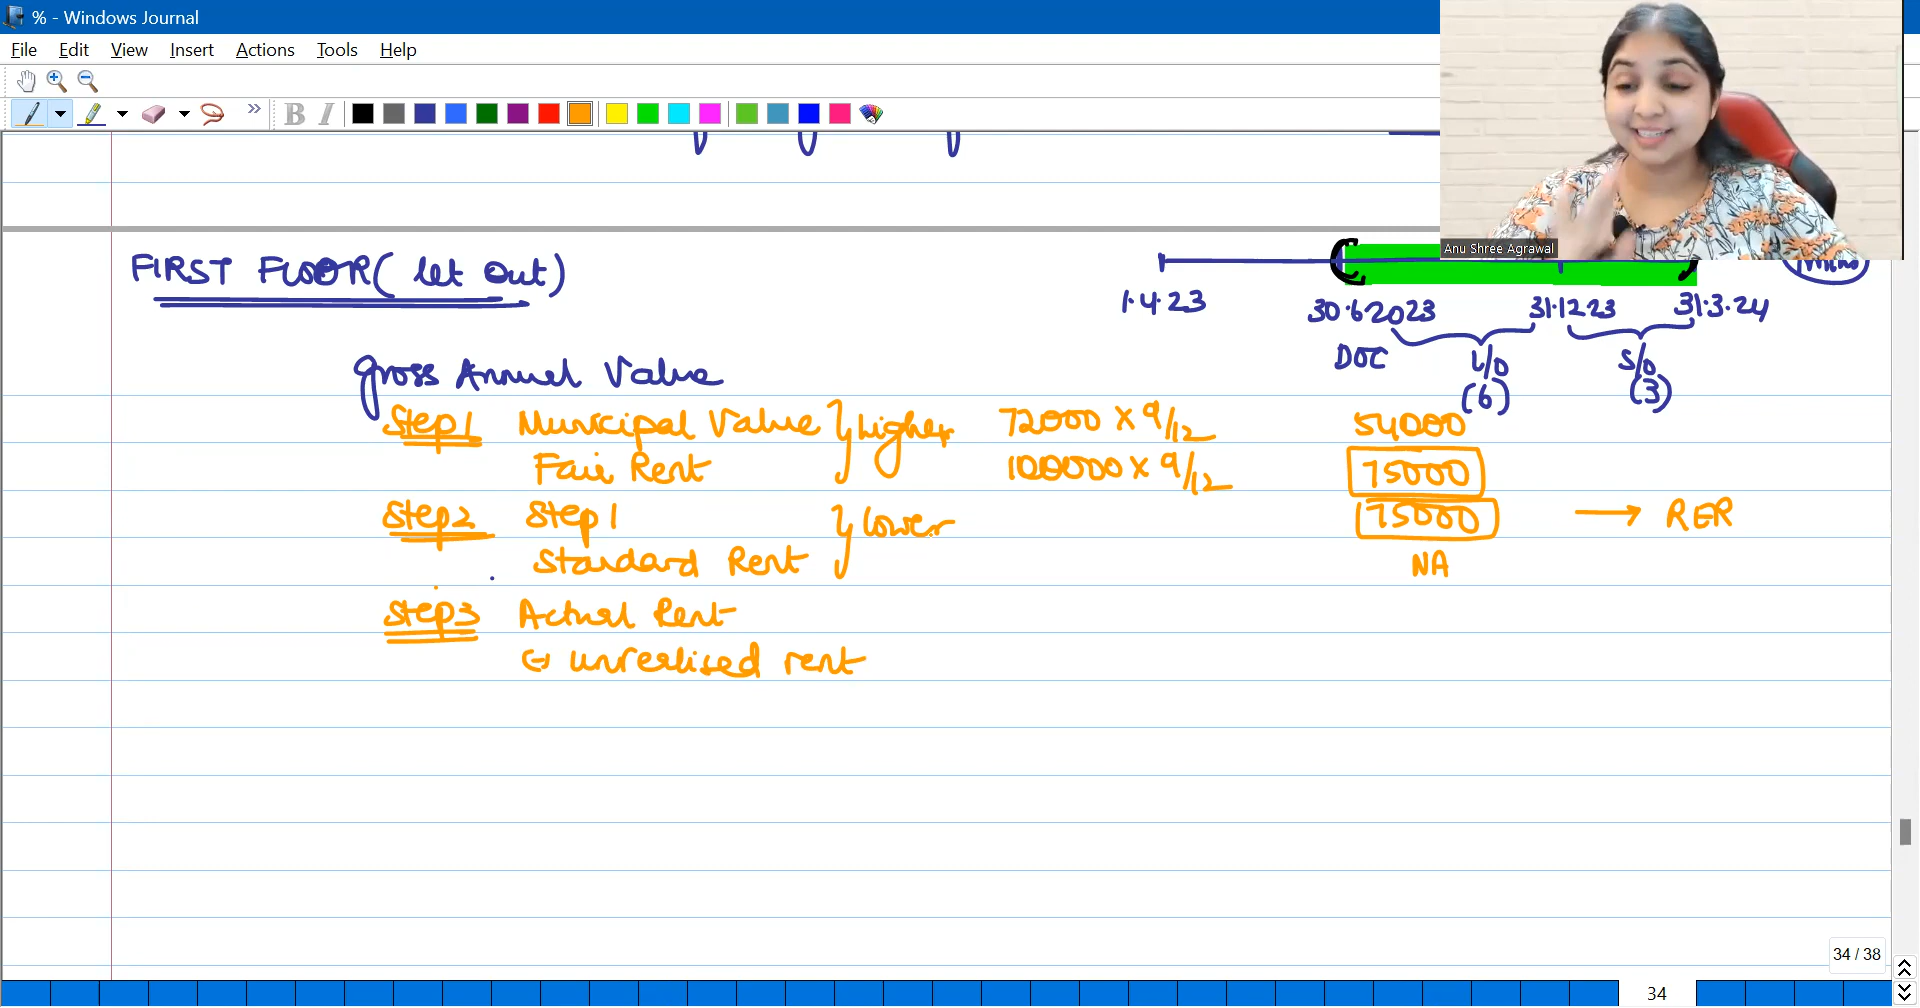 % - Windows Journal
File Edit View Insert Actions Tools Help
B I
Anu Shree Agrawal
FIRST FLOOR( let out)
1.4.23 30.6.2023 31.12.23 31.3.24
DOC L/O S/O
(6) (3)
Gross Annual Value
Step1 Municipal Value } Higher 72000 × 9/12 54000
Fair Rent 100000 × 9/12 75000
Step2 Step 1 } lower 75000 → RER
Standard Rent NA
Step3 Actual Rent
(-) unrealised rent
34 / 38
34